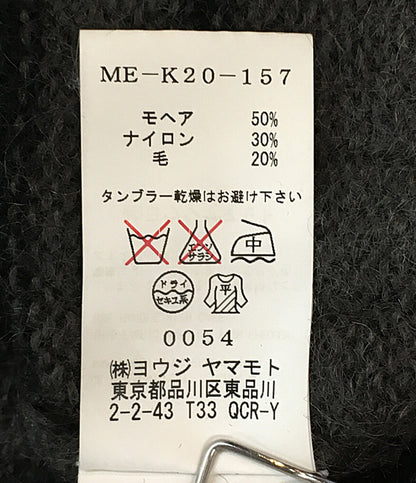 ME-K20-157
モヘア 50%
ナイロン 30%
毛 20%
タンブラー乾燥はお避け下さい
エンソ サラシ 中
ドライ 平
セキユ系
0054
㈱ヨウジ ヤマモト
東京都品川区東品川
2-2-43 T33 QCR-Y